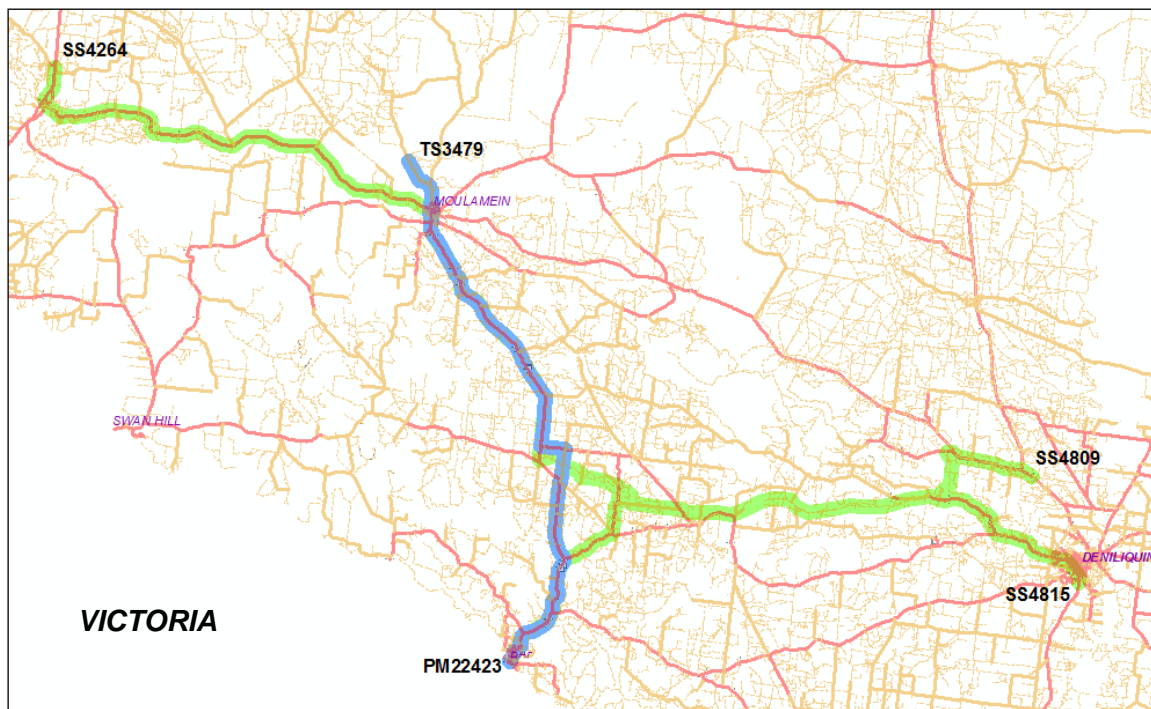 SS4264
TS3479
MOULAMEIN
SWAN HILL
SS4809
DENILIQUIN
SS4815
VICTORIA
PM22423